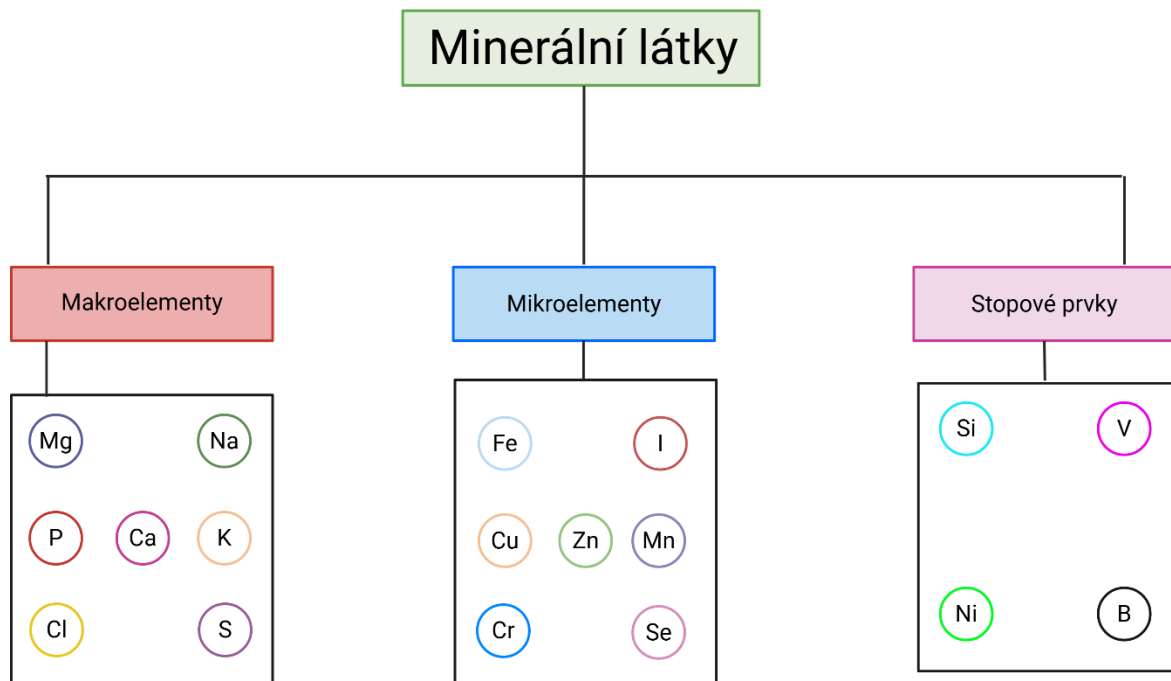 Minerální látky
Makroelementy
Mikroelementy
Stopové prvky
Mg Na
P Ca K
Cl S
Fe I
Cu Zn Mn
Cr Se
Si V
Ni B